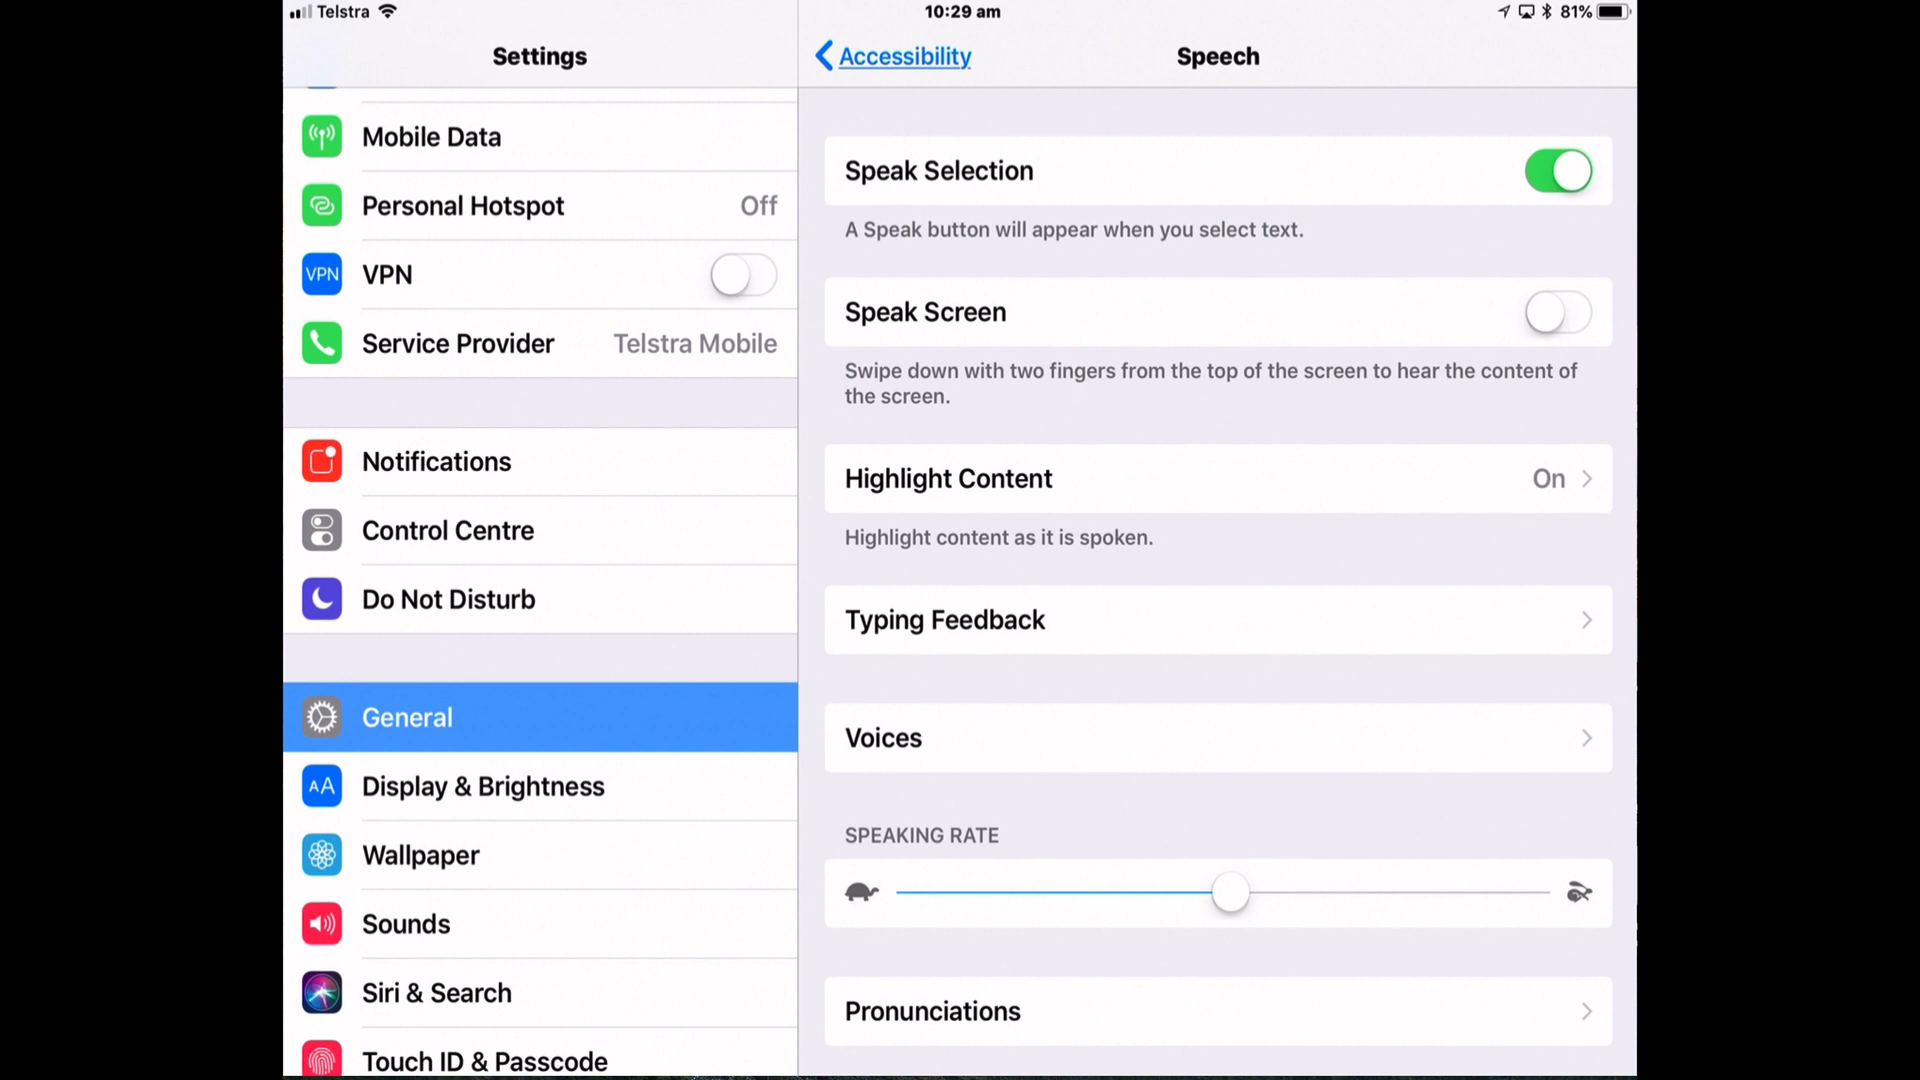 Telstra
10:29 am
81%
Settings
Mobile Data
Personal Hotspot Off
VPN VPN
Service Provider Telstra Mobile
Notifications
Control Centre
Do Not Disturb
General
AA Display & Brightness
Wallpaper
Sounds
Siri & Search
Touch ID & Passcode
Accessibility
Speech
Speak Selection
A Speak button will appear when you select text.
Speak Screen
Swipe down with two fingers from the top of the screen to hear the content of
the screen.
Highlight Content On
Highlight content as it is spoken.
Typing Feedback
Voices
SPEAKING RATE
Pronunciations